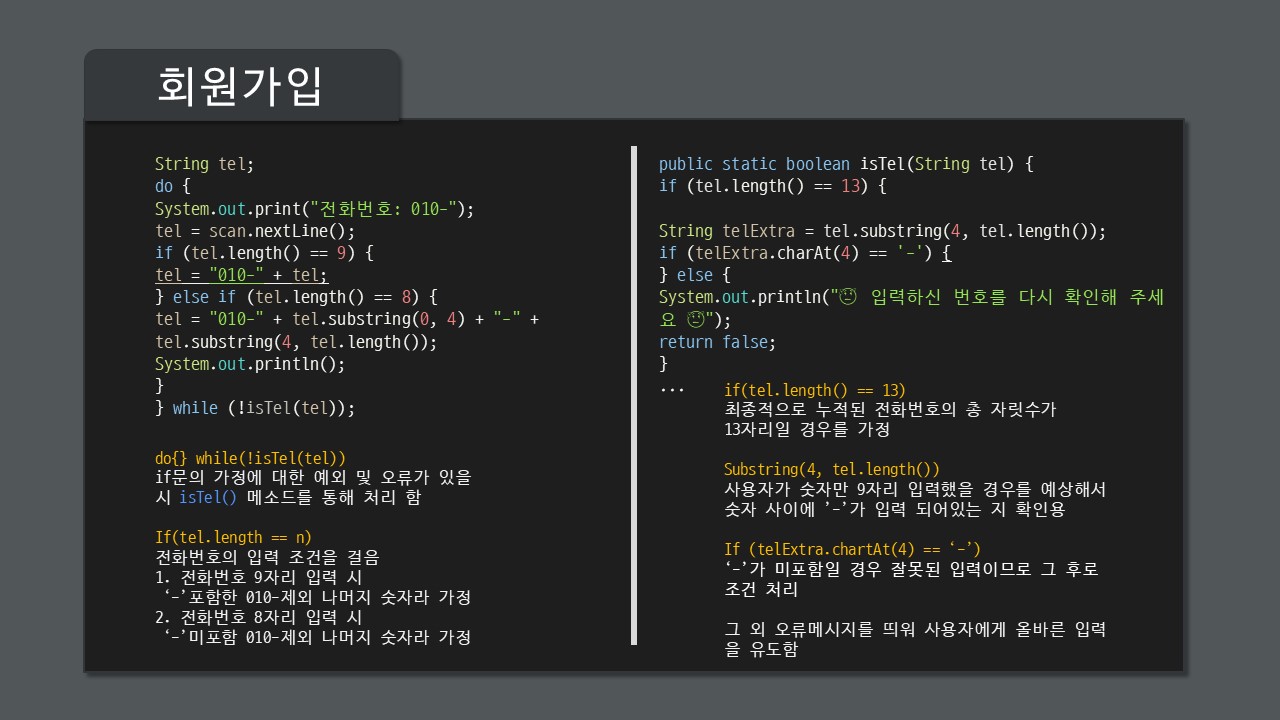 회원가입
String tel;
do {
System.out.print("전화번호: 010-");
tel = scan.nextLine();
if (tel.length() == 9) {
tel = "010-" + tel;
} else if (tel.length() == 8) {
tel = "010-" + tel.substring(0, 4) + "-" +
tel.substring(4, tel.length());
System.out.println();
}
} while (!isTel(tel));
do{} while(!isTel(tel))
if문의 가정에 대한 예외 및 오류가 있을
시 isTel() 메소드를 통해 처리 함
If(tel.length == n)
전화번호의 입력 조건을 걸음
1. 전화번호 9자리 입력 시
‘-’포함한 010-제외 나머지 숫자라 가정
2. 전화번호 8자리 입력 시
‘-’미포함 010-제외 나머지 숫자라 가정
public static boolean isTel(String tel) {
if (tel.length() == 13) {
String telExtra = tel.substring(4, tel.length());
if (telExtra.charAt(4) == '-') {
} else {
System.out.println("😇 입력하신 번호를 다시 확인해 주세
요 😇");
return false;
}
...
if(tel.length() == 13)
최종적으로 누적된 전화번호의 총 자릿수가
13자리일 경우를 가정
Substring(4, tel.length())
사용자가 숫자만 9자리 입력했을 경우를 예상해서
숫자 사이에 ’-’가 입력 되어있는 지 확인용
If (telExtra.chartAt(4) == ‘-’)
‘-’가 미포함일 경우 잘못된 입력이므로 그 후로
조건 처리
그 외 오류메시지를 띄워 사용자에게 올바른 입력
을 유도함